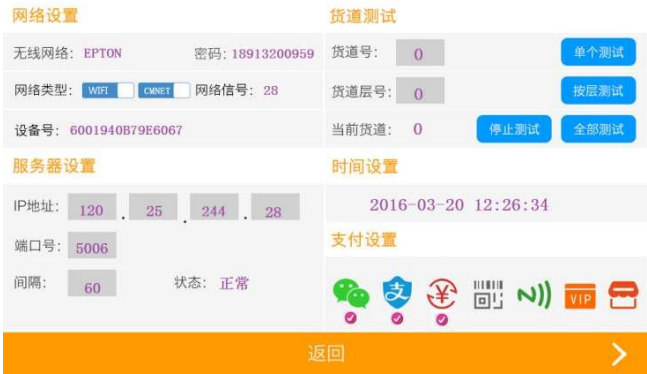 网络设置
无线网络: EPTON 密码: 18913200959
网络类型: WIFI CMNET 网络信号: 28
设备号: 6001940B79E6067
服务器设置
IP地址: 120 . 25 . 244 . 28
端口号: 5006
间隔: 60 状态: 正常
货道测试
货道号: 0 单个测试
货道层号: 0 按层测试
当前货道: 0 停止测试 全部测试
时间设置
2016-03-20 12:26:34
支付设置
支 ¥ VIP
返回